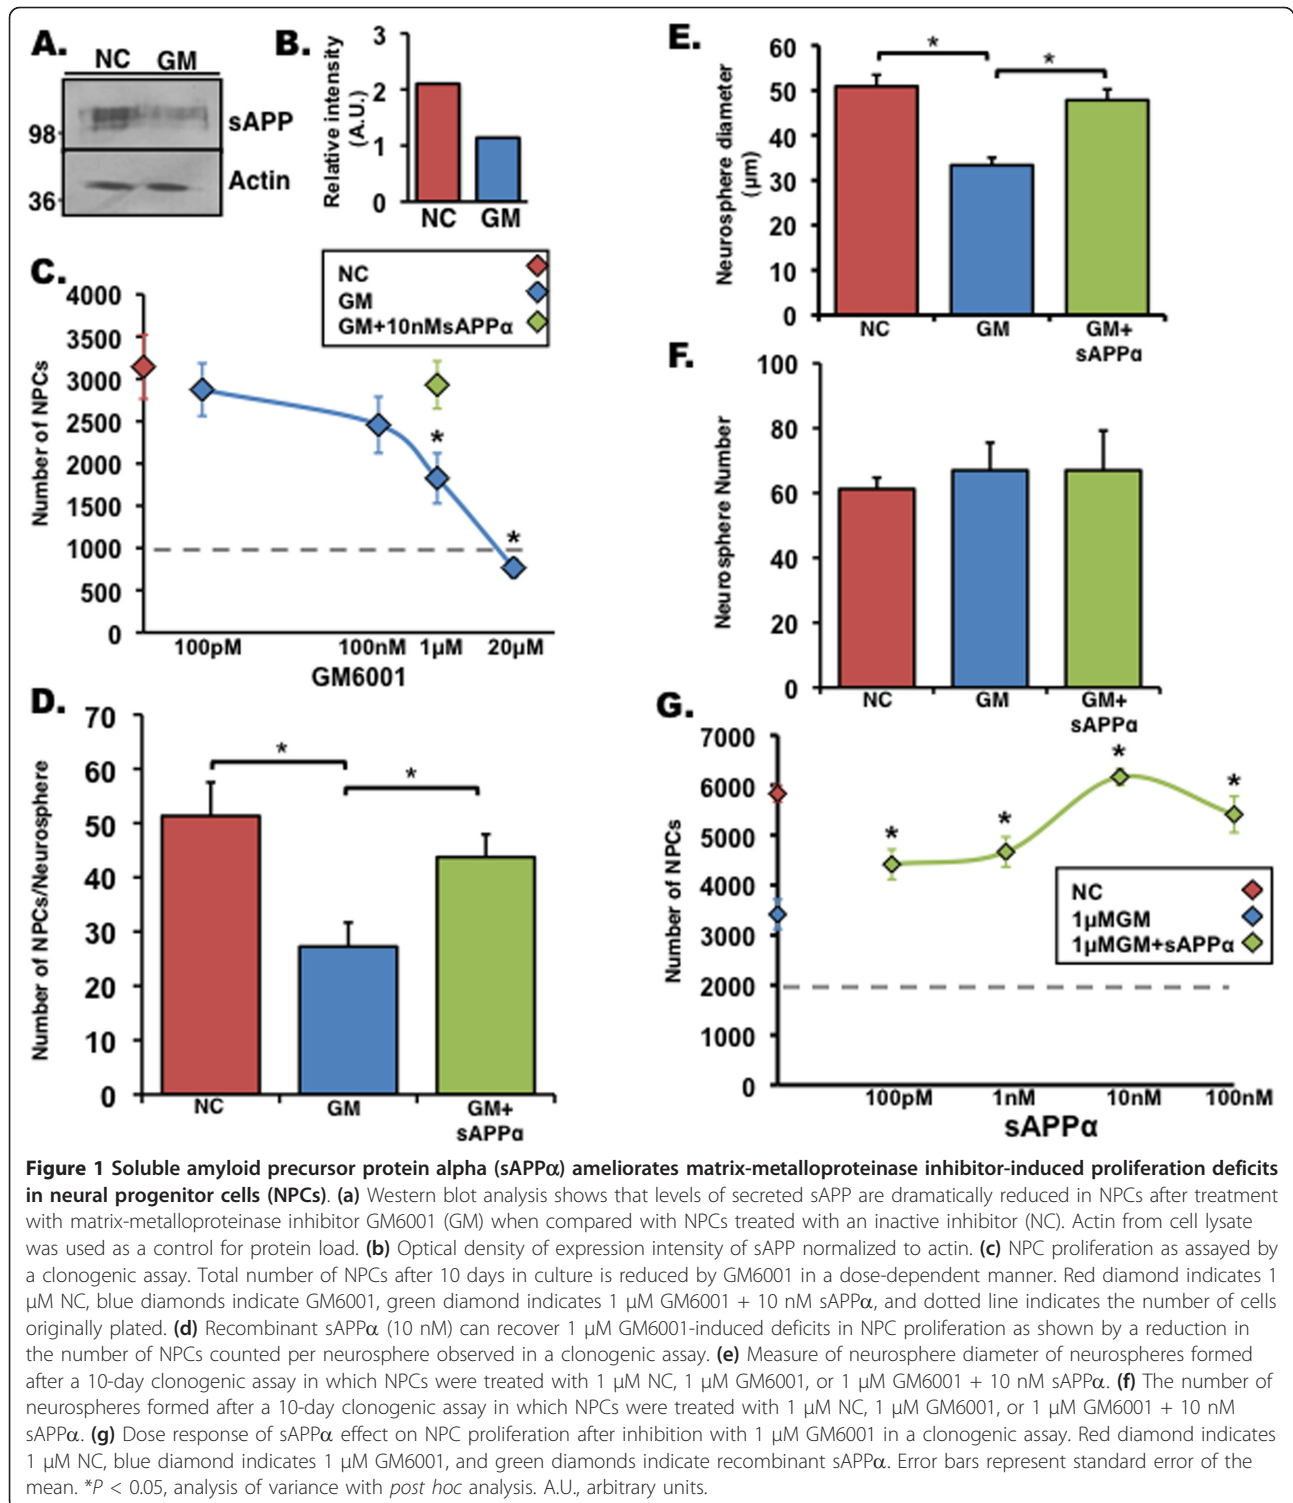 A.
NC GM
sAPP
98
Actin
36
B.
Relative intensity
(A.U.)
3
2
1
0
NC GM
C.
NC
GM
GM+10nMsAPPα
Number of NPCs
4000
3500
3000
2500
2000
1500
1000
500
0
*
*
100pM 100nM 1µM 20µM
GM6001
D.
Number of NPCs/Neurosphere
70
60
50
40
30
20
10
0
*
*
NC GM GM+
sAPPα
E.
Neurosphere diameter
(µm)
60
50
40
30
20
10
0
*
*
NC GM GM+
sAPPα
F.
Neurosphere Number
100
80
60
40
20
0
NC GM GM+
sAPPα
G.
Number of NPCs
7000
6000
5000
4000
3000
2000
1000
0
*
*
*
*
NC
1µMGM
1µMGM+sAPPα
100pM 1nM 10nM 100nM
sAPPα
Figure 1 Soluble amyloid precursor protein alpha (sAPPα) ameliorates matrix-metalloproteinase inhibitor-induced proliferation deficits
in neural progenitor cells (NPCs). (a) Western blot analysis shows that levels of secreted sAPP are dramatically reduced in NPCs after treatment
with matrix-metalloproteinase inhibitor GM6001 (GM) when compared with NPCs treated with an inactive inhibitor (NC). Actin from cell lysate
was used as a control for protein load. (b) Optical density of expression intensity of sAPP normalized to actin. (c) NPC proliferation as assayed by
a clonogenic assay. Total number of NPCs after 10 days in culture is reduced by GM6001 in a dose-dependent manner. Red diamond indicates 1
µM NC, blue diamonds indicate GM6001, green diamond indicates 1 µM GM6001 + 10 nM sAPPα, and dotted line indicates the number of cells
originally plated. (d) Recombinant sAPPα (10 nM) can recover 1 µM GM6001-induced deficits in NPC proliferation as shown by a reduction in
the number of NPCs counted per neurosphere observed in a clonogenic assay. (e) Measure of neurosphere diameter of neurospheres formed
after a 10-day clonogenic assay in which NPCs were treated with 1 µM NC, 1 µM GM6001, or 1 µM GM6001 + 10 nM sAPPα. (f) The number of
neurospheres formed after a 10-day clonogenic assay in which NPCs were treated with 1 µM NC, 1 µM GM6001, or 1 µM GM6001 + 10 nM
sAPPα. (g) Dose response of sAPPα effect on NPC proliferation after inhibition with 1 µM GM6001 in a clonogenic assay. Red diamond indicates
1 µM NC, blue diamond indicates 1 µM GM6001, and green diamonds indicate recombinant sAPPα. Error bars represent standard error of the
mean. *P < 0.05, analysis of variance with post hoc analysis. A.U., arbitrary units.